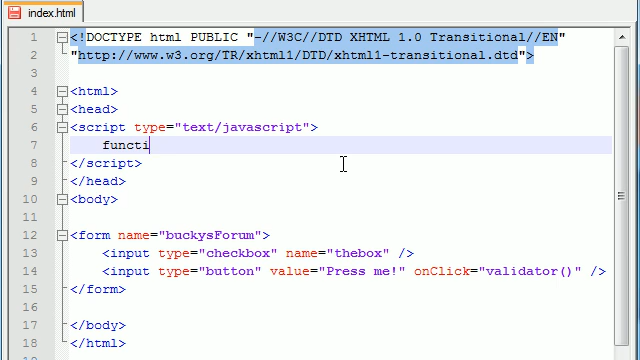 index.html
1 <!DOCTYPE html PUBLIC "-//W3C//DTD XHTML 1.0 Transitional//EN"
2 "http://www.w3.org/TR/xhtml1/DTD/xhtml1-transitional.dtd">
3
4 <html>
5 <head>
6 <script type="text/javascript">
7 functi
8 </script>
9 </head>
10 <body>
11
12 <form name="buckysForum">
13 <input type="checkbox" name="thebox" />
14 <input type="button" value="Press me!" onClick="validator()" />
15 </form>
16
17 </body>
18 </html>